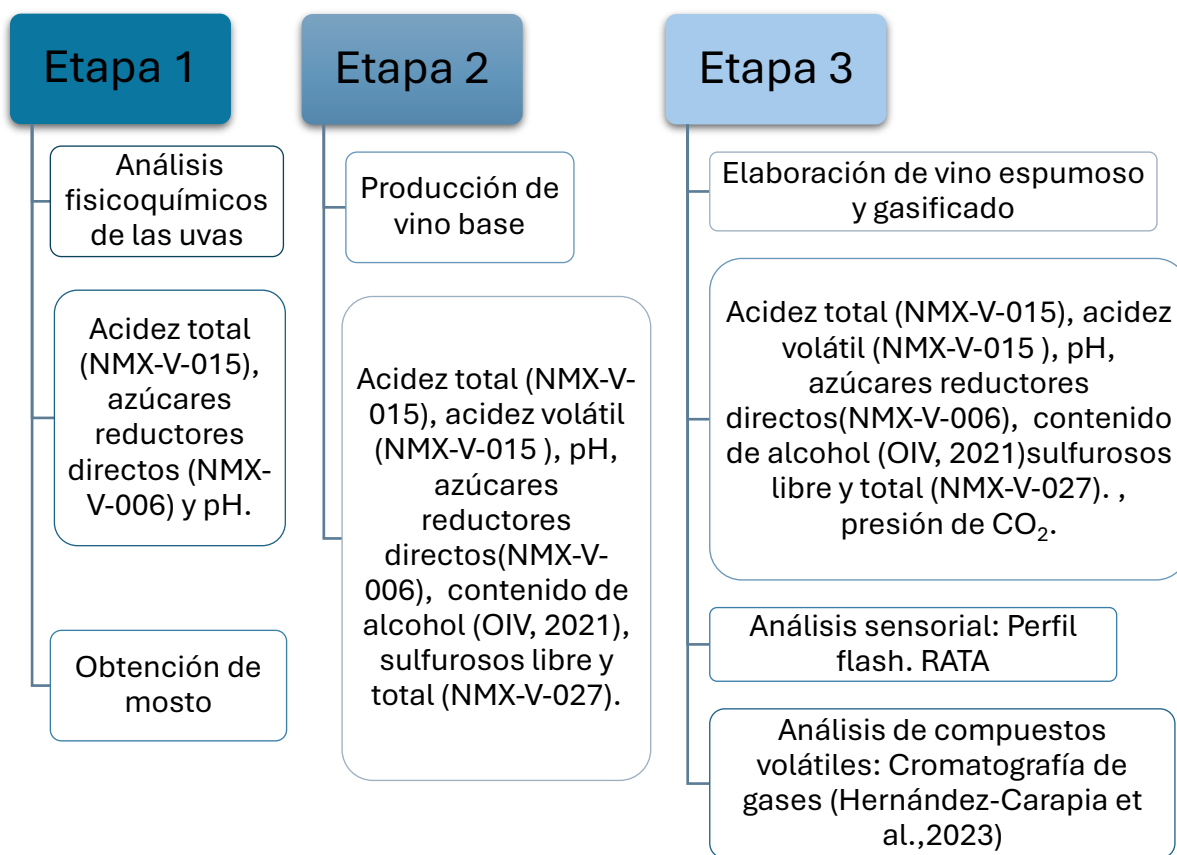 Etapa 1
Análisis
fisicoquímicos
de las uvas
Acidez total
(NMX-V-015),
azúcares
reductores
directos (NMX-
V-006) y pH.
Obtención de
mosto
Etapa 2
Producción de
vino base
Acidez total (NMX-V-
015), acidez volátil
(NMX-V-015 ), pH,
azúcares
reductores
directos(NMX-V-
006),  contenido de
alcohol (OIV, 2021),
sulfurosos libre y
total (NMX-V-027).
Etapa 3
Elaboración de vino espumoso
y gasificado
Acidez total (NMX-V-015), acidez
volátil (NMX-V-015 ), pH,
azúcares reductores
directos(NMX-V-006),  contenido
de alcohol (OIV, 2021)sulfurosos
libre y total (NMX-V-027). ,
presión de CO₂.
Análisis sensorial: Perfil
flash. RATA
Análisis de compuestos
volátiles: Cromatografía de
gases (Hernández-Carapia et
al.,2023)